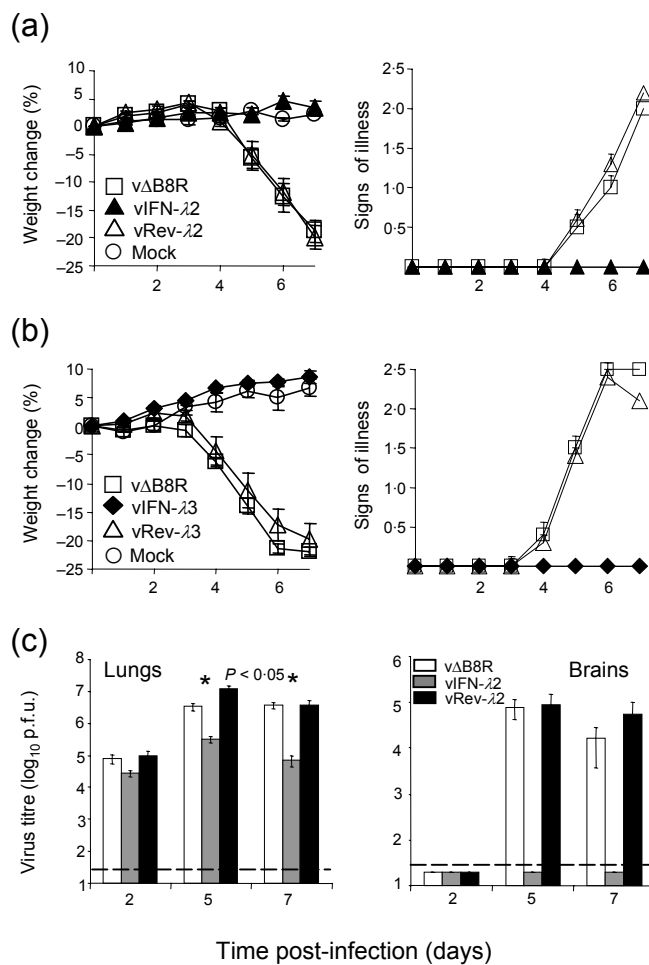 (a)
Weight change (%)
10
5
0
−5
−10
−15
−20
−25
2 4 6
vΔB8R
vIFN-λ2
vRev-λ2
Mock
Signs of illness
2·5
2·0
1·5
1·0
0·5
2 4 6
(b)
Weight change (%)
10
5
0
−5
−10
−15
−20
−25
2 4 6
vΔB8R
vIFN-λ3
vRev-λ3
Mock
Signs of illness
2·5
2·0
1·5
1·0
0·5
2 4 6
(c)
Virus titre (log10 p.f.u.)
8
7
6
5
4
3
2
1
Lungs
* P < 0·05 *
2 5 7
6
5
4
3
2
1
vΔB8R
vIFN-λ2
vRev-λ2
Brains
2 5 7
Time post-infection (days)